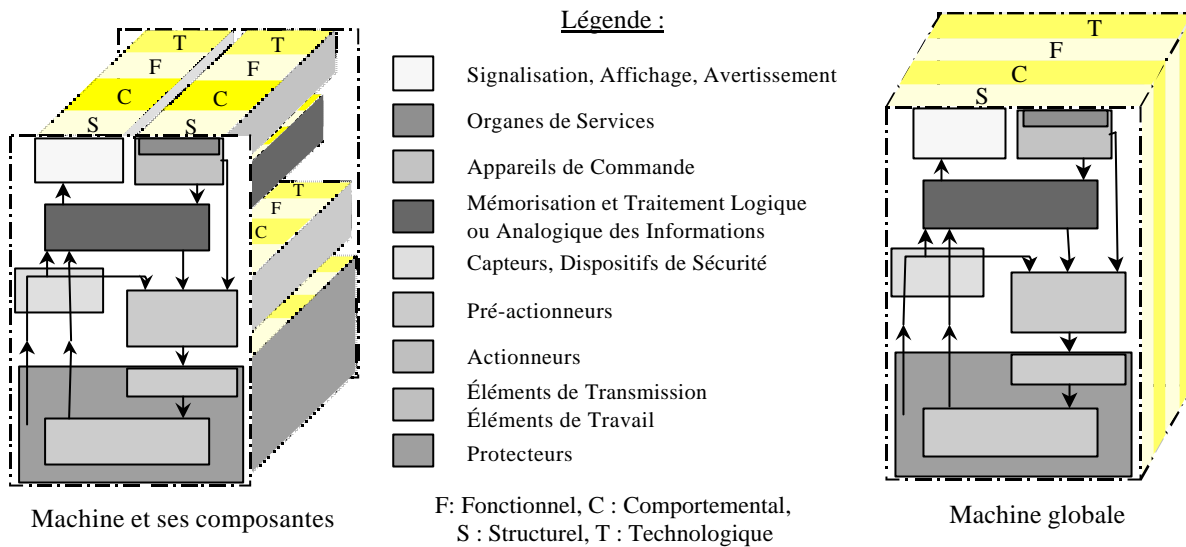 Légende :
T
T
F
F
C
C
S
S
T
F
C
Signalisation, Affichage, Avertissement
Organes de Services
Appareils de Commande
Mémorisation et Traitement Logique
ou Analogique des Informations
Capteurs, Dispositifs de Sécurité
Pré-actionneurs
Actionneurs
Éléments de Transmission
Éléments de Travail
Protecteurs
F: Fonctionnel, C : Comportemental,
S : Structurel, T : Technologique
T
F
C
S
Machine et ses composantes
Machine globale